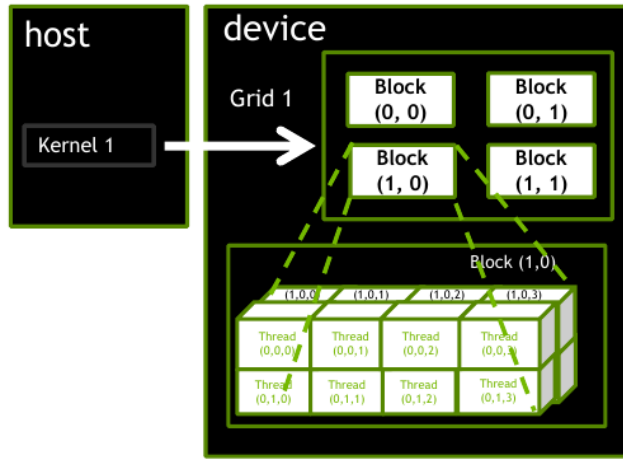 host
device
Grid 1
Kernel 1
Block
(0, 0)
Block
(0, 1)
Block
(1, 0)
Block
(1, 1)
Block (1,0)
(1,0,0
(1,0,1)
(1,0,2)
(1,0,3)
Thread
(0,0,0)
Thread
(0,0,1)
Thread
(0,0,2)
Thread
(0,0,3)
Thread
(0,1,0)
Thread
(0,1,1)
Thread
(0,1,2)
Thread
(0,1,3)